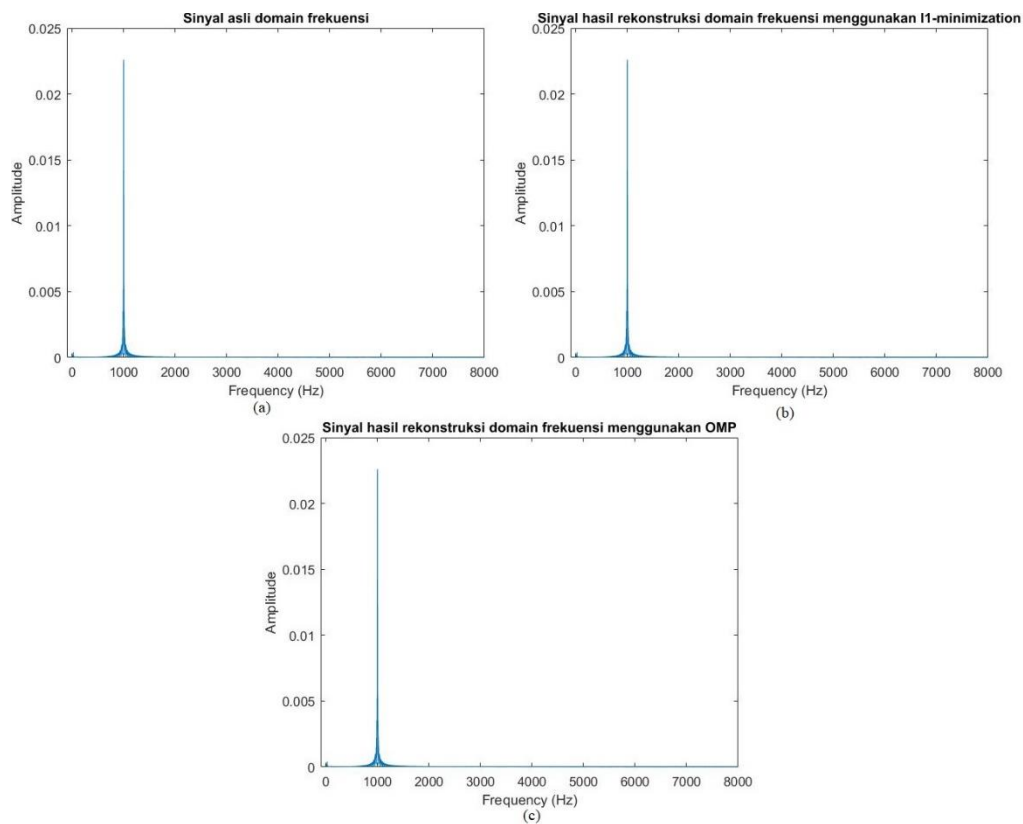 Sinyal asli domain frekuensi
0.025
0.02
0.015
0.01
0.005
0
Amplitude
0 1000 2000 3000 4000 5000 6000 7000 8000
Frequency (Hz)
(a)
Sinyal hasil rekonstruksi domain frekuensi menggunakan l1-minimization
0.025
0.02
0.015
0.01
0.005
0
Amplitude
0 1000 2000 3000 4000 5000 6000 7000 8000
Frequency (Hz)
(b)
Sinyal hasil rekonstruksi domain frekuensi menggunakan OMP
0.025
0.02
0.015
0.01
0.005
0
Amplitude
0 1000 2000 3000 4000 5000 6000 7000 8000
Frequency (Hz)
(c)